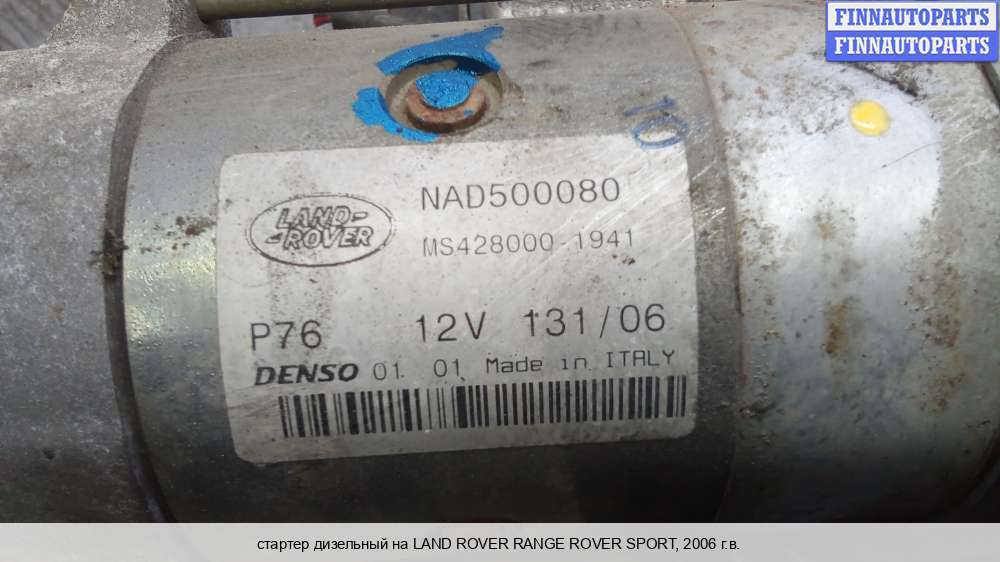 FINNAUTOPARTS
FINNAUTOPARTS
10
LAND-
-ROVER
NAD500080
MS428000-1941
P76 12V 131/06
DENSO 01 01 Made in ITALY
стартер дизельный на LAND ROVER RANGE ROVER SPORT, 2006 г.в.